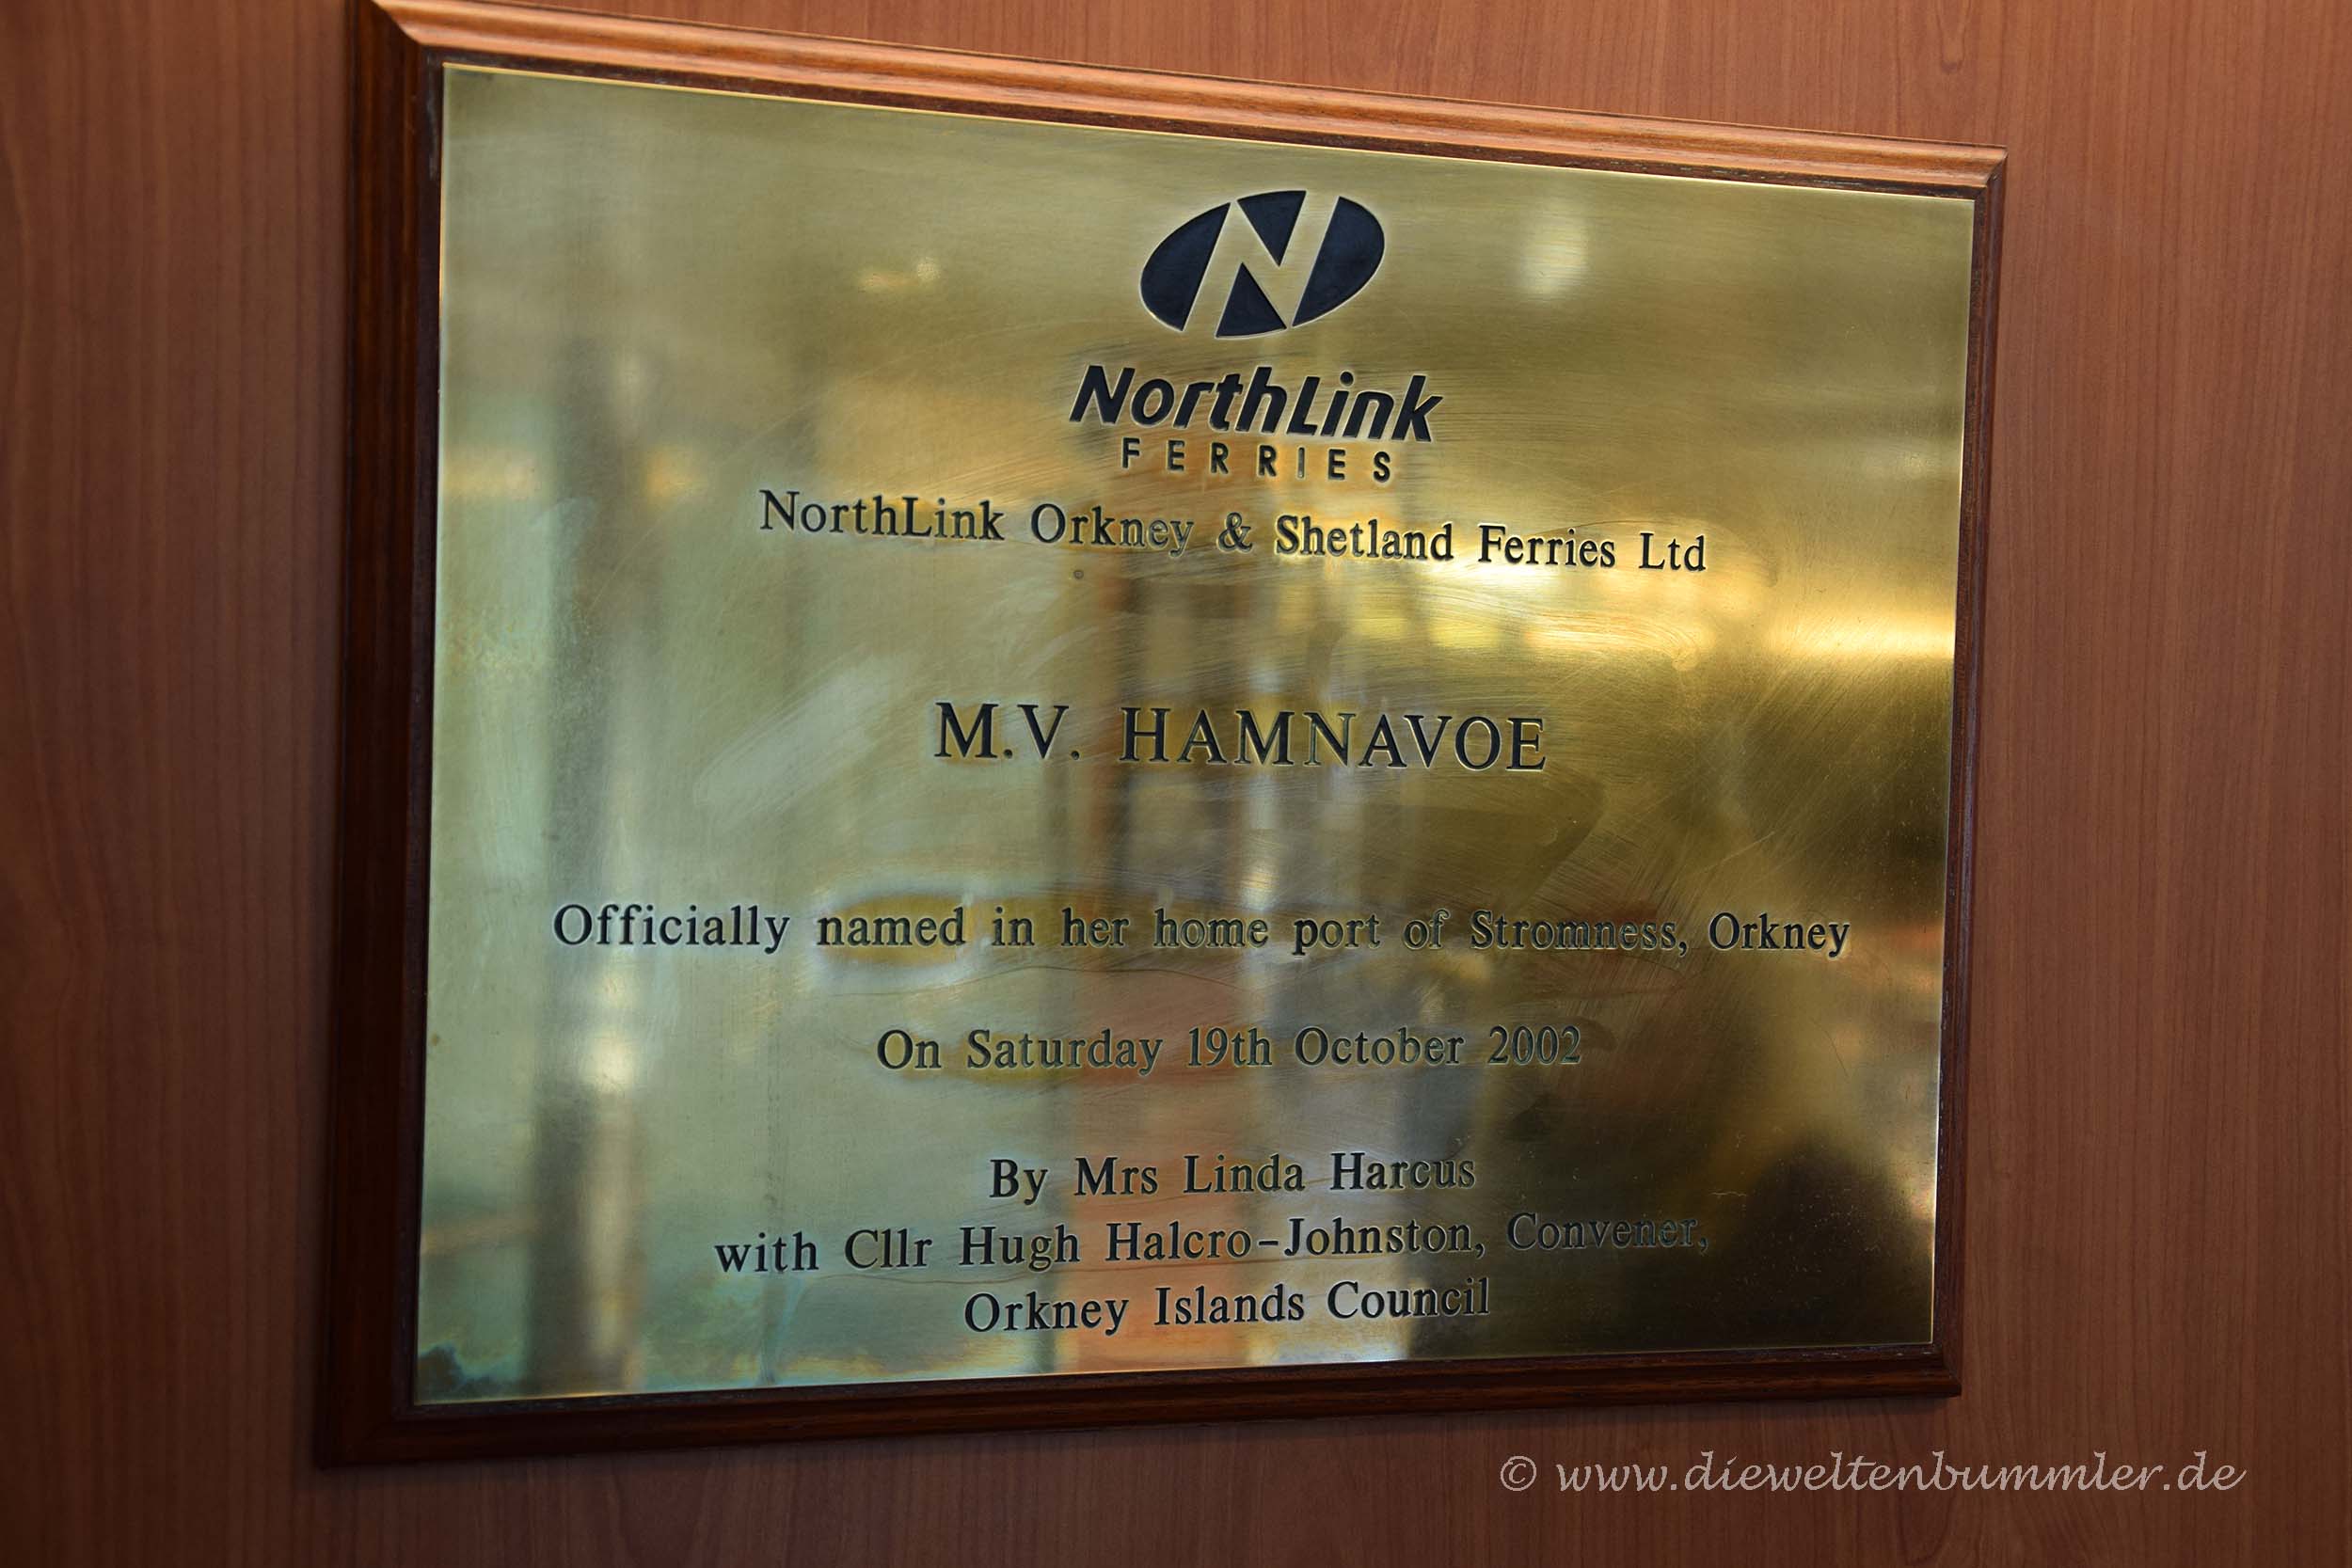 N
NorthLink
FERRIES
NorthLink Orkney & Shetland Ferries Ltd
M.V. HAMNAVOE
Officially named in her home port of Stromness, Orkney
On Saturday 19th October 2002
By Mrs Linda Harcus
with Cllr Hugh Halcro-Johnston, Convener,
Orkney Islands Council
© www.dieweltenbummler.de